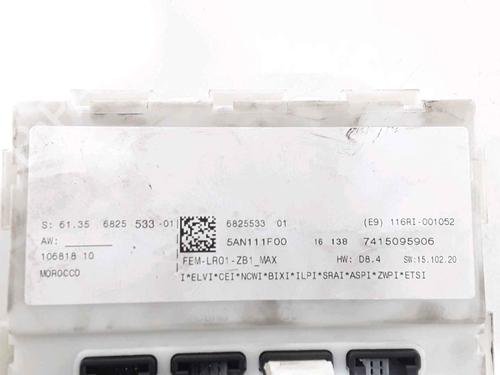 S: 61.35 6825 533-01
6825533 01
(E9) 116RI-001052
AW:
5AN111F00
16 138
7415095906
106818 10
FEM-LR01-ZB1_MAX
HW: D8.4
SW:15.102.20
MOROCCO
I*ELVI*CEI*NCWI*BIXI*ILPI*SRAI*ASPI*ZWPI*ETSI